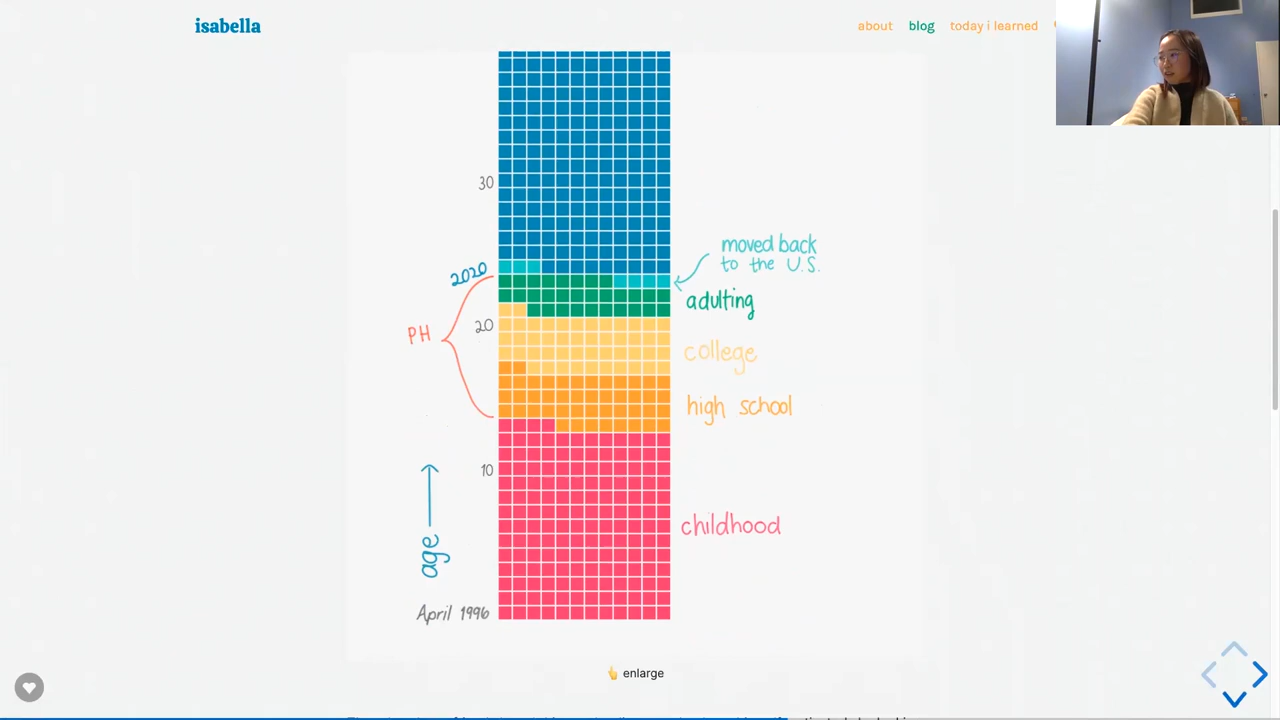 isabella
about blog today i learned
30
moved back
to the U.S.
2020
adulting
PH
20
college
high school
10
childhood
age
April 1996
👆 enlarge